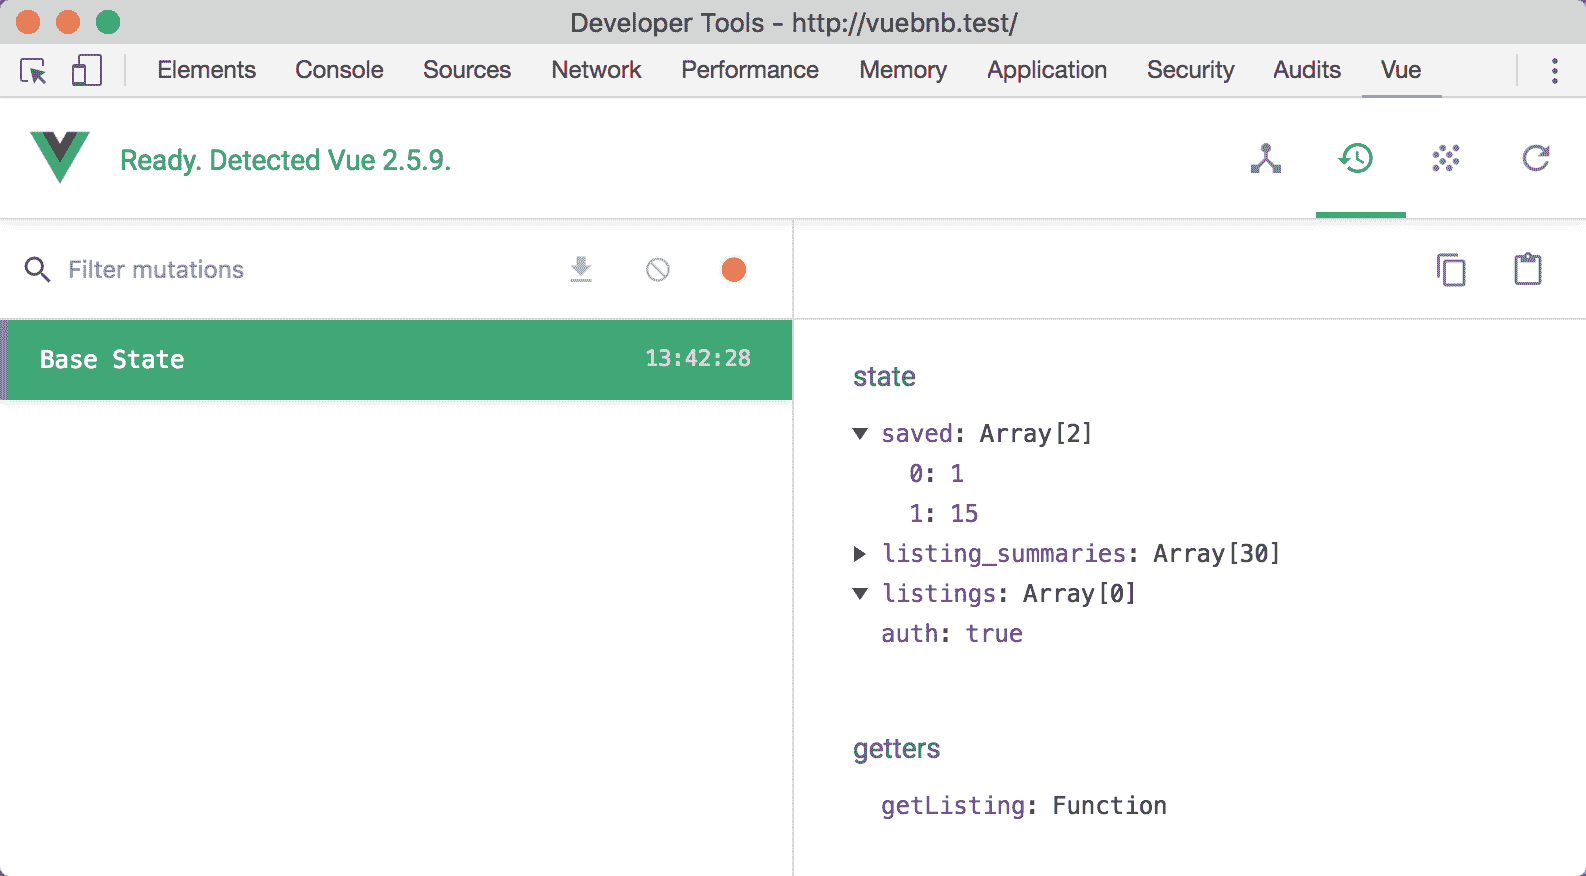 Developer Tools - http://vuebnb.test/
Elements Console Sources Network Performance Memory Application Security Audits Vue
Ready. Detected Vue 2.5.9.
Filter mutations
Base State 13:42:28
state
saved: Array[2]
0: 1
1: 15
listing_summaries: Array[30]
listings: Array[0]
auth: true
getters
getListing: Function